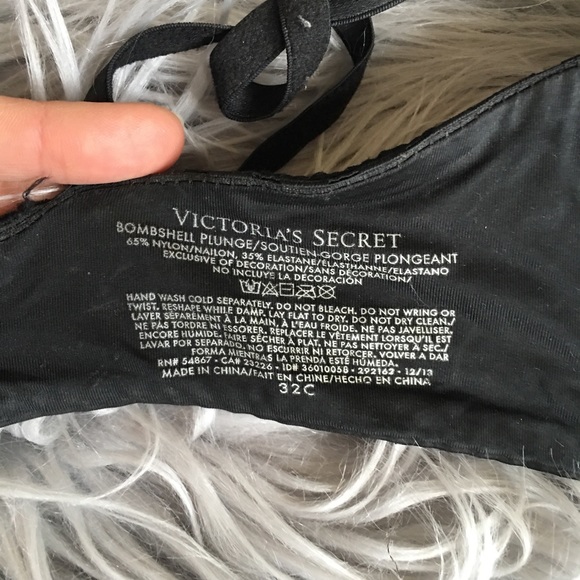 VICTORIA'S SECRET
BOMBSHELL PLUNGE/SOUTIEN-GORGE PLONGEANT
65% NYLON/NAILON, 35% ELASTANE/ÉLASTHANNE/ELASTANO
EXCLUSIVE OF DECORATION/SANS DÉCORATION/
NO INCLUYE LA DECORACIÓN
HAND WASH COLD SEPARATELY. DO NOT BLEACH. DO NOT WRING OR
TWIST. RESHAPE WHILE DAMP. LAY FLAT TO DRY. DO NOT DRY CLEAN./
LAVER SÉPARÉMENT À LA MAIN, À L'EAU FROIDE. NE PAS JAVELLISER.
NE PAS TORDRE NI ESSORER. REPLACER LE VÊTEMENT LORSQU'IL EST
ENCORE HUMIDE. FAIRE SÉCHER À PLAT. NE PAS NETTOYER À SEC./
LAVAR POR SEPARADO. NO ESCURRIR NI RETORCER. VOLVER A DAR
FORMA MIENTRAS LA PRENDA ESTÉ HÚMEDA.
RN# 54867 - CA# 23226 - ID# 36010058 - 292162 - 12/13
MADE IN CHINA/FAIT EN CHINE/HECHO EN CHINA
32C